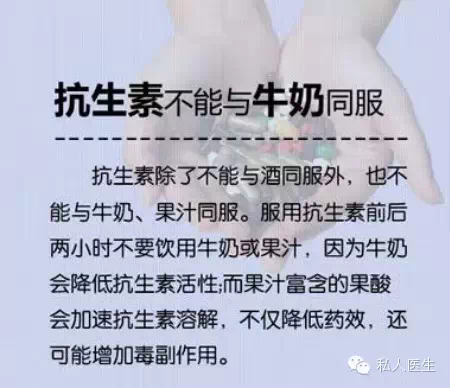 抗生素不能与牛奶同服
抗生素除了不能与酒同服外，也不
能与牛奶、果汁同服。服用抗生素前后
两小时不要饮用牛奶或果汁，因为牛奶
会降低抗生素活性;而果汁富含的果酸
会加速抗生素溶解，不仅降低药效，还
可能增加毒副作用。
私人医生